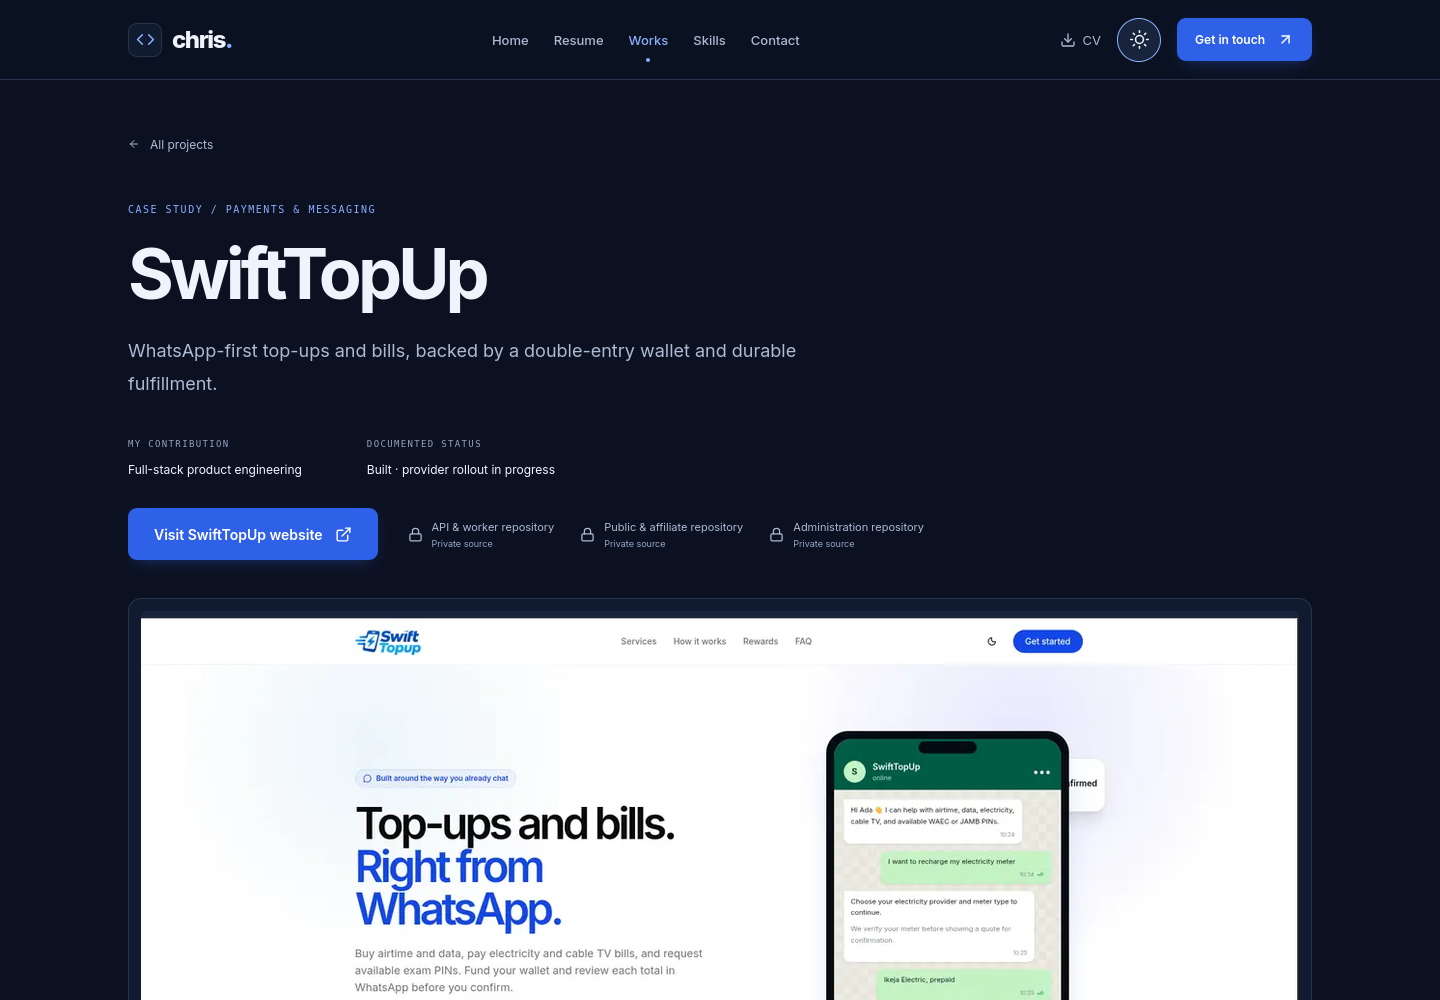 chris.
Home
Resume
Works
Skills
Contact
CV
Get in touch
All projects
CASE STUDY / PAYMENTS & MESSAGING
SwiftTopUp
WhatsApp-first top-ups and bills, backed by a double-entry wallet and durable
fulfillment.
MY CONTRIBUTION
Full-stack product engineering
DOCUMENTED STATUS
Built · provider rollout in progress
Visit SwiftTopUp website
API & worker repository
Private source
Public & affiliate repository
Private source
Administration repository
Private source
Swift
Topup
Services
How it works
Rewards
FAQ
Get started
Built around the way you already chat
Top-ups and bills.
Right from
WhatsApp.
Buy airtime and data, pay electricity and cable TV bills, and request
available exam PINs. Fund your wallet and review each total in
WhatsApp before you confirm.
S
SwiftTopUp
online
Hi Ada 👋 I can help with airtime, data, electricity,
cable TV, and available WAEC or JAMB PINs.
10:24
I want to recharge my electricity meter
10:24
Choose your electricity provider and meter type to
continue.
We verify your meter before showing a quote for
confirmation.
10:25
Ikeja Electric, prepaid
10:25